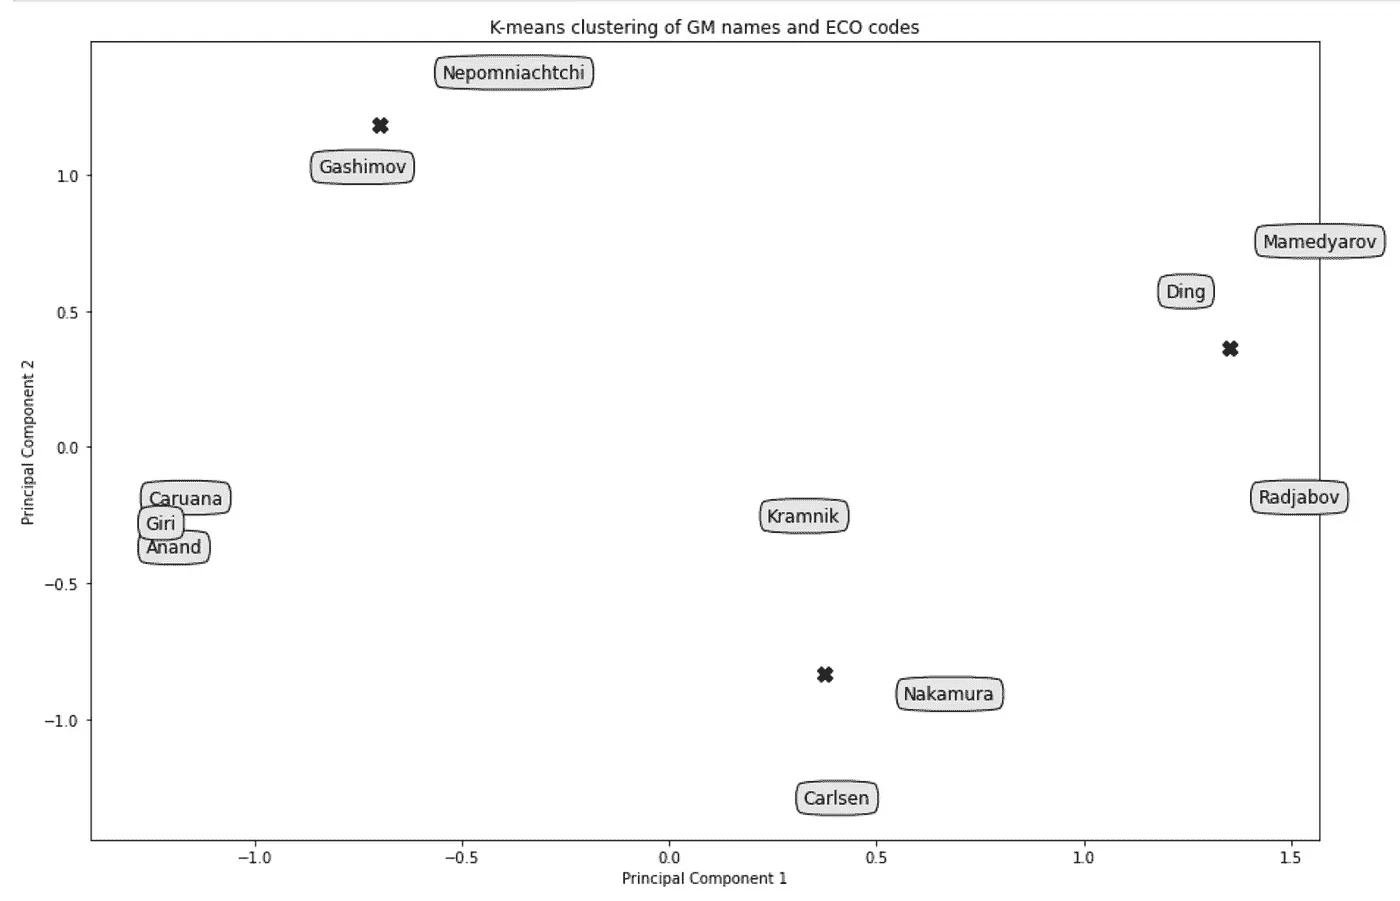 K-means clustering of GM names and ECO codes
Nepomniachtchi
Gashimov
1.0
Mamedyarov
Ding
0.5
Principal Component 2
0.0
Caruana
Radjabov
Kramnik
Giri
Anand
−0.5
Nakamura
−1.0
Carlsen
−1.0 −0.5 0.0 0.5 1.0 1.5
Principal Component 1